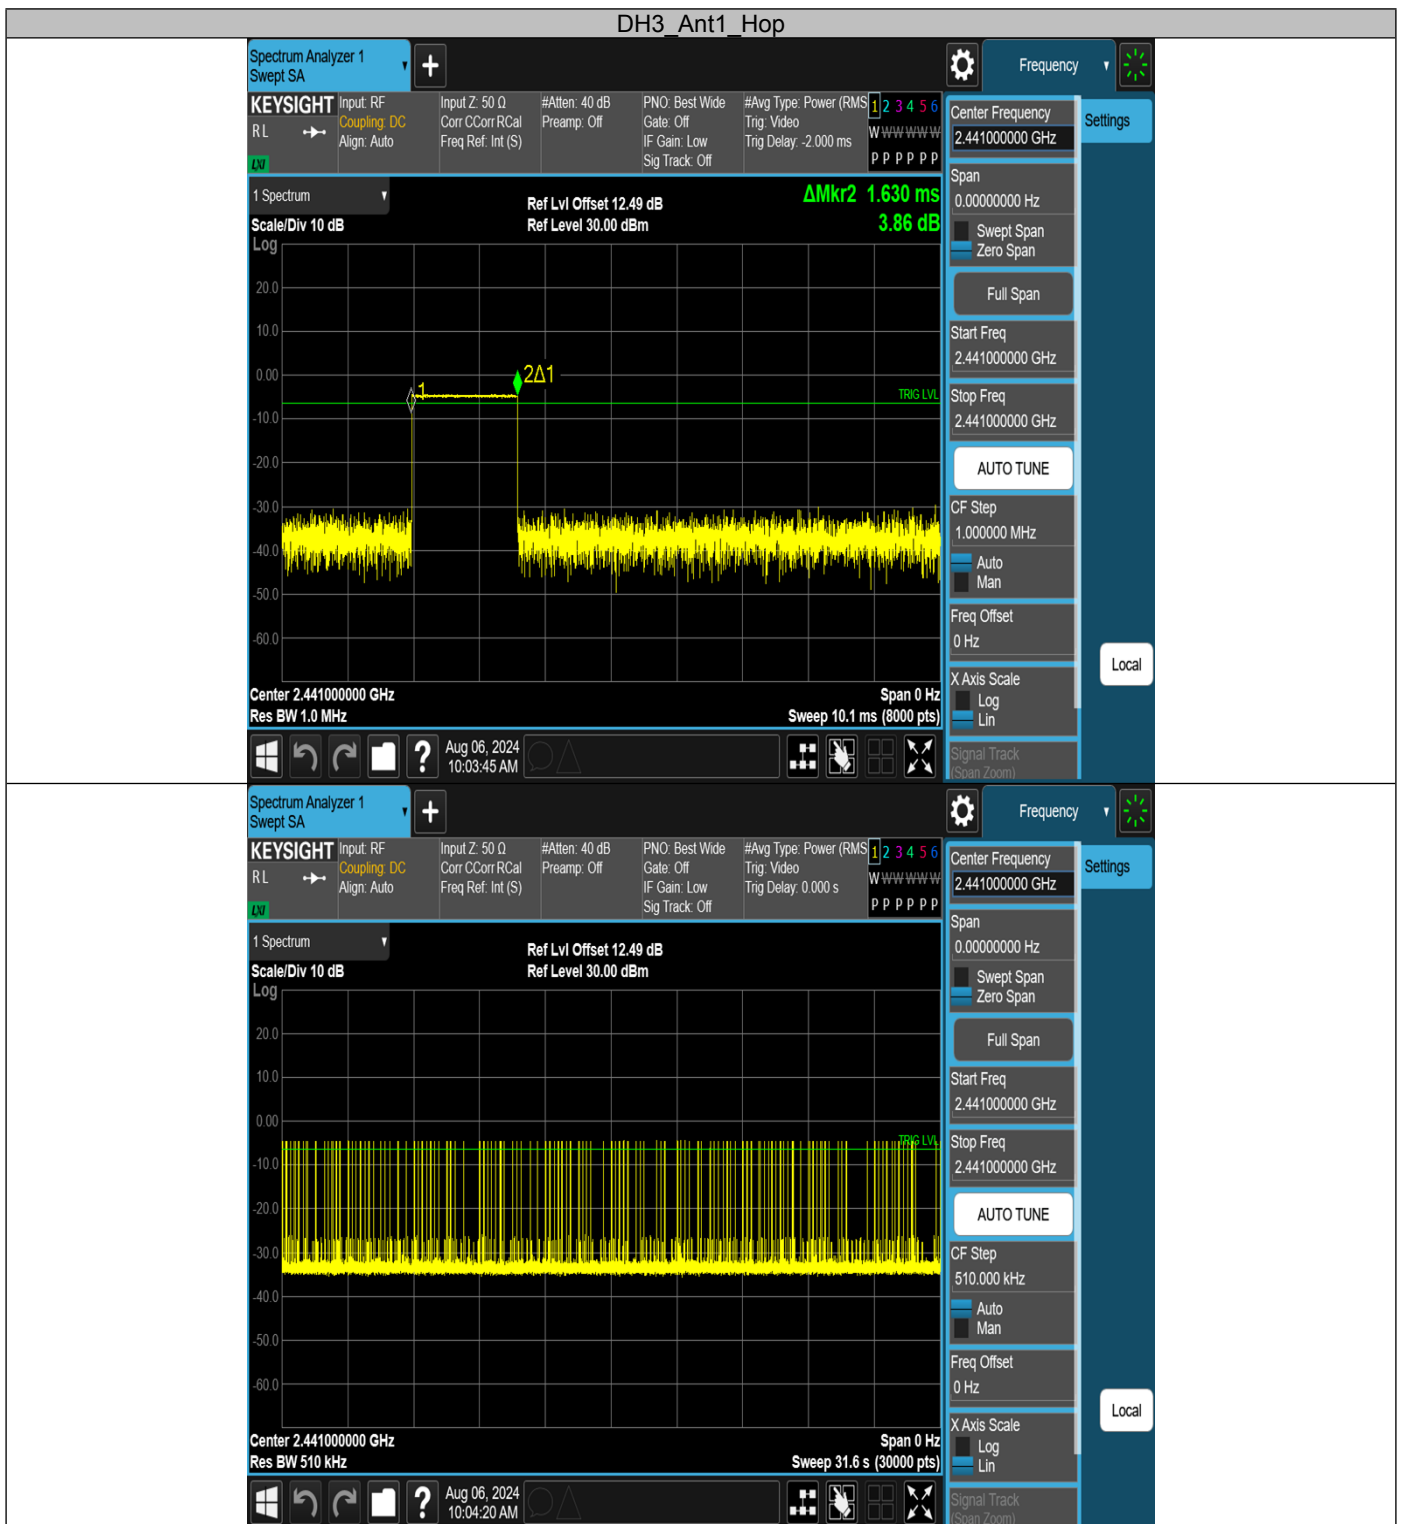 DH3_Ant1_Hop
Spectrum Analyzer 1
Swept SA
+
Frequency
KEYSIGHT
RL
LXI
Input: RF
Coupling: DC
Align: Auto
Input Z: 50 Ω
Corr CCorr RCal
Freq Ref: Int (S)
#Atten: 40 dB
Preamp: Off
PNO: Best Wide
Gate: Off
IF Gain: Low
Sig Track: Off
#Avg Type: Power (RMS
Trig: Video
Trig Delay: -2.000 ms
1 2 3 4 5 6
W W W W W W
P P P P P P
Center Frequency
2.441000000 GHz
Settings
1 Spectrum
Ref Lvl Offset 12.49 dB
ΔMkr2 1.630 ms
Scale/Div 10 dB
Ref Level 30.00 dBm
3.86 dB
Log
20.0
10.0
0.00
-10.0
-20.0
-30.0
-40.0
-50.0
-60.0
1
2Δ1
TRIG LVL
Center 2.441000000 GHz
Span 0 Hz
Res BW 1.0 MHz
Sweep 10.1 ms (8000 pts)
Span
0.00000000 Hz
Swept Span
Zero Span
Full Span
Start Freq
2.441000000 GHz
Stop Freq
2.441000000 GHz
AUTO TUNE
CF Step
1.000000 MHz
Auto
Man
Freq Offset
0 Hz
X Axis Scale
Log
Lin
Signal Track
(Span Zoom)
Local
?
Aug 06, 2024
10:03:45 AM
Spectrum Analyzer 1
Swept SA
+
Frequency
KEYSIGHT
RL
LXI
Input: RF
Coupling: DC
Align: Auto
Input Z: 50 Ω
Corr CCorr RCal
Freq Ref: Int (S)
#Atten: 40 dB
Preamp: Off
PNO: Best Wide
Gate: Off
IF Gain: Low
Sig Track: Off
#Avg Type: Power (RMS
Trig: Video
Trig Delay: 0.000 s
1 2 3 4 5 6
W W W W W W
P P P P P P
Center Frequency
2.441000000 GHz
Settings
1 Spectrum
Ref Lvl Offset 12.49 dB
Scale/Div 10 dB
Ref Level 30.00 dBm
Log
20.0
10.0
0.00
-10.0
-20.0
-30.0
-40.0
-50.0
-60.0
TRIG LVL
Center 2.441000000 GHz
Span 0 Hz
Res BW 510 kHz
Sweep 31.6 s (30000 pts)
Span
0.00000000 Hz
Swept Span
Zero Span
Full Span
Start Freq
2.441000000 GHz
Stop Freq
2.441000000 GHz
AUTO TUNE
CF Step
510.000 kHz
Auto
Man
Freq Offset
0 Hz
X Axis Scale
Log
Lin
Signal Track
(Span Zoom)
Local
?
Aug 06, 2024
10:04:20 AM